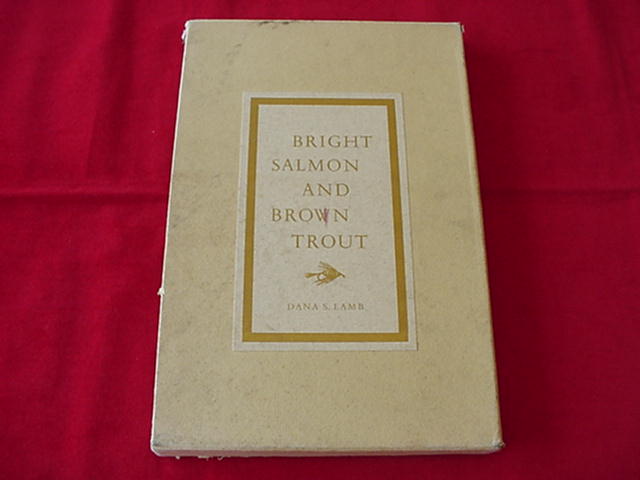 BRIGHT
SALMON
AND
BROWN
TROUT
DANA S. LAMB